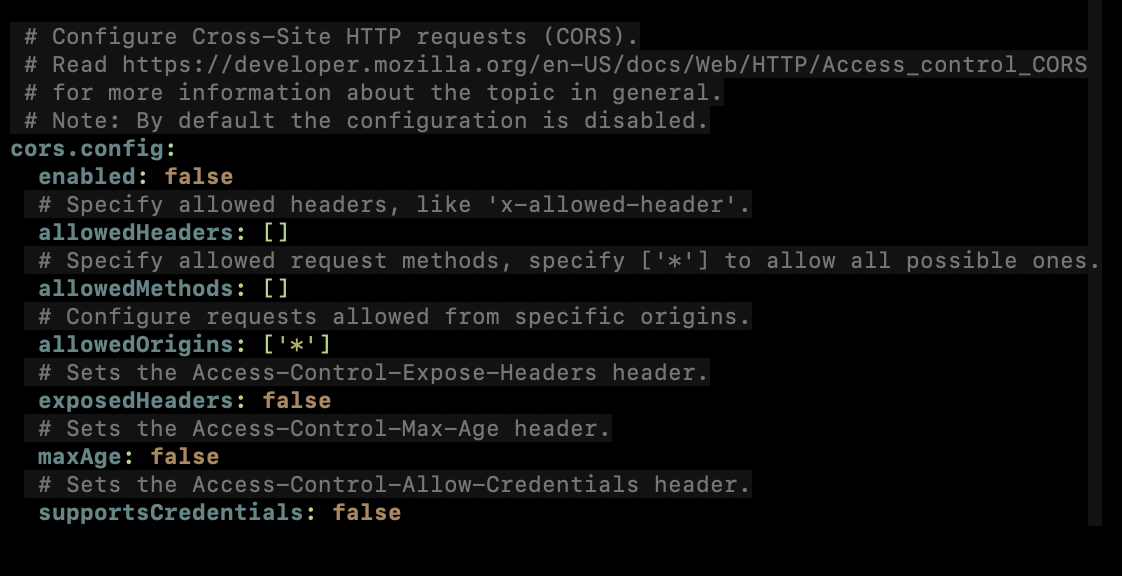 # Configure Cross-Site HTTP requests (CORS).
# Read https://developer.mozilla.org/en-US/docs/Web/HTTP/Access_control_CORS
# for more information about the topic in general.
# Note: By default the configuration is disabled.
cors.config:
enabled: false
# Specify allowed headers, like 'x-allowed-header'.
allowedHeaders: []
# Specify allowed request methods, specify ['*'] to allow all possible ones.
allowedMethods: []
# Configure requests allowed from specific origins.
allowedOrigins: ['*']
# Sets the Access-Control-Expose-Headers header.
exposedHeaders: false
# Sets the Access-Control-Max-Age header.
maxAge: false
# Sets the Access-Control-Allow-Credentials header.
supportsCredentials: false